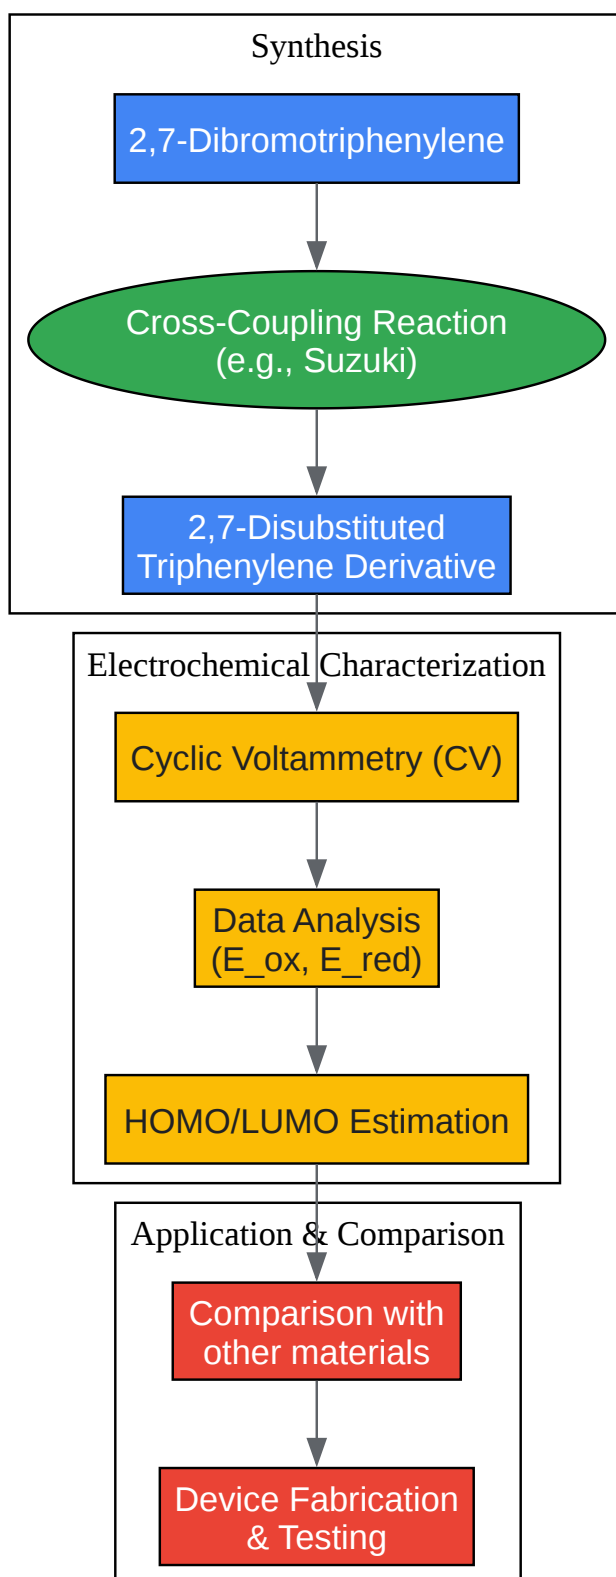 Synthesis
2,7-Dibromotriphenylene
Cross-Coupling Reaction
(e.g., Suzuki)
2,7-Disubstituted
Triphenylene Derivative
Electrochemical Characterization
Cyclic Voltammetry (CV)
Data Analysis
(E_ox, E_red)
HOMO/LUMO Estimation
Application & Comparison
Comparison with
other materials
Device Fabrication
& Testing